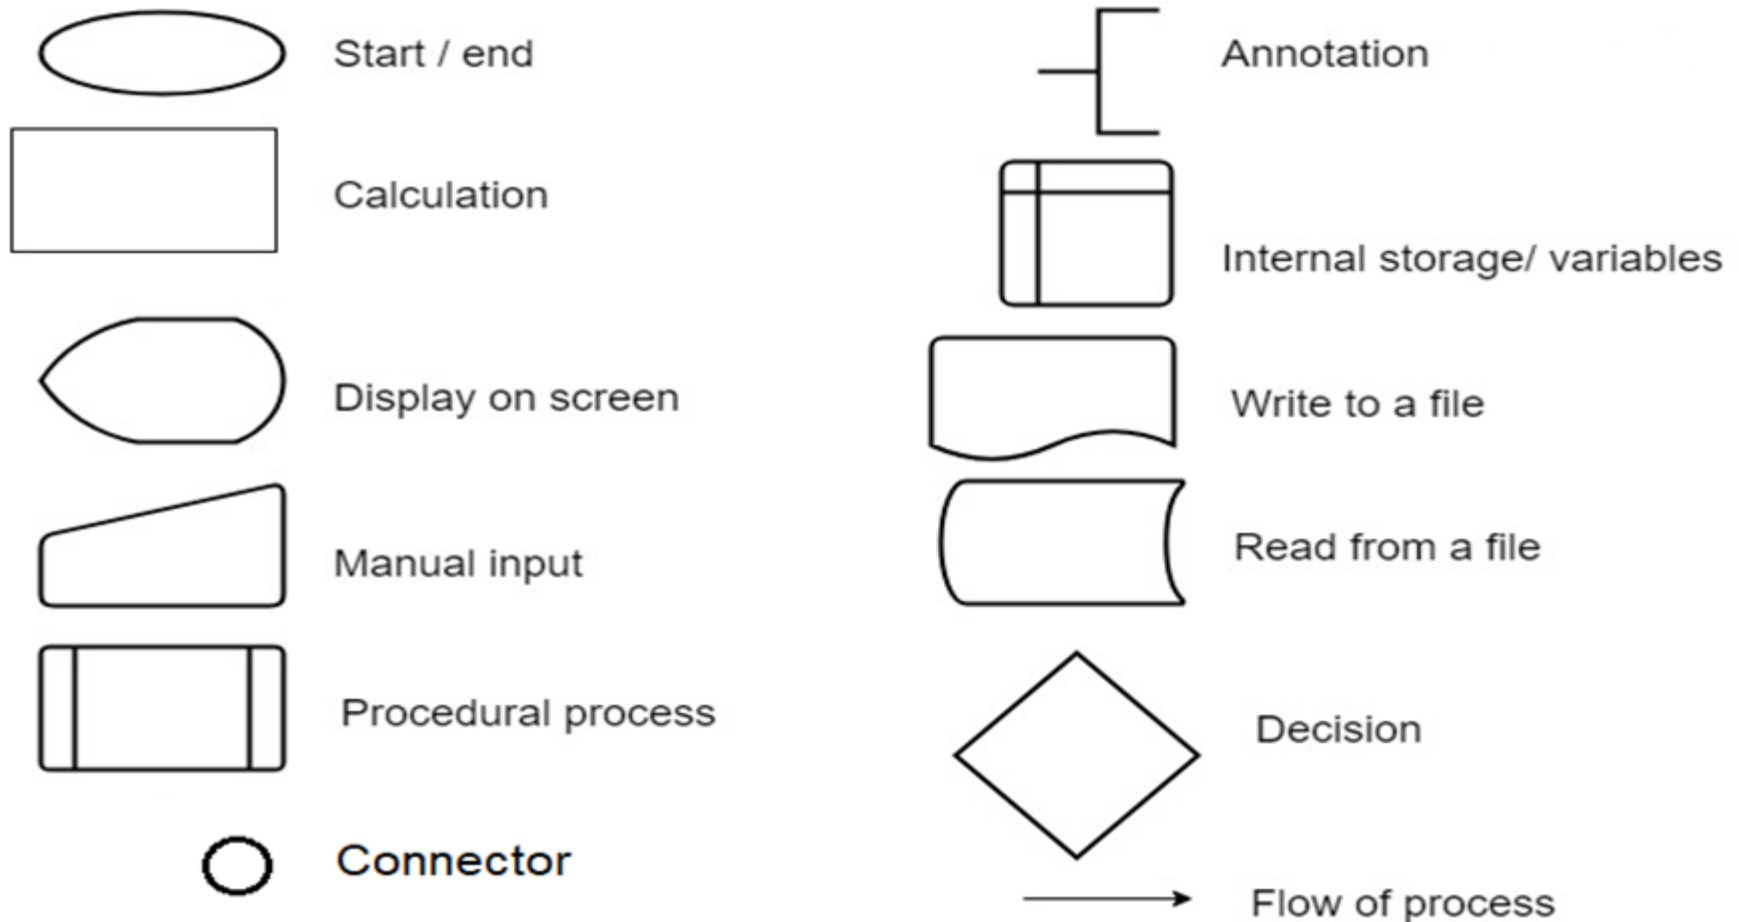 Start / end
Calculation
Display on screen
Manual input
Procedural process
Connector
Annotation
Internal storage/ variables
Write to a file
Read from a file
Decision
Flow of process